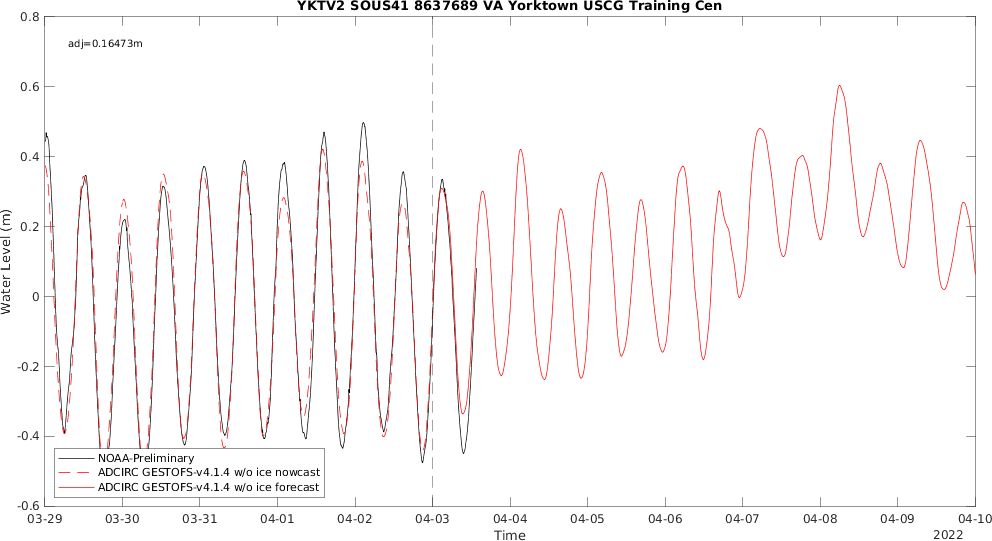 YKTV2 SOUS41 8637689 VA Yorktown USCG Training Cen
adj=0.16473m
Water Level (m)
0.8
0.6
0.4
0.2
0
-0.2
-0.4
-0.6
NOAA-Preliminary
ADCIRC GESTOFS-v4.1.4 w/o ice nowcast
ADCIRC GESTOFS-v4.1.4 w/o ice forecast
03-29 03-30 03-31 04-01 04-02 04-03 04-04 04-05 04-06 04-07 04-08 04-09 04-10
Time
2022